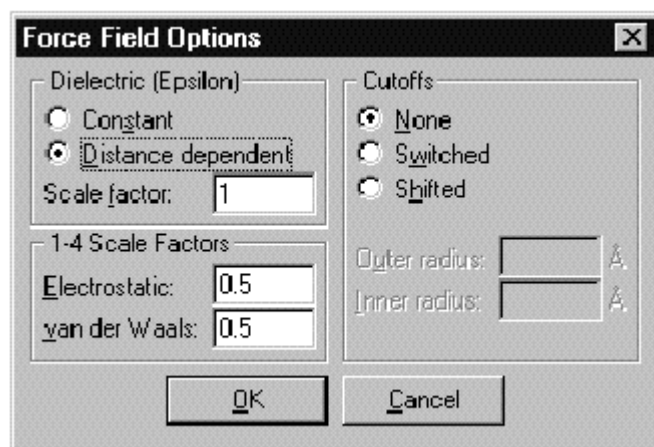 Force Field Options
Dielectric (Epsilon)
Constant
Distance dependent
Scale factor: 1
1-4 Scale Factors
Electrostatic: 0.5
van der Waals: 0.5
Cutoffs
None
Switched
Shifted
Outer radius: Å
Inner radius: Å
OK Cancel